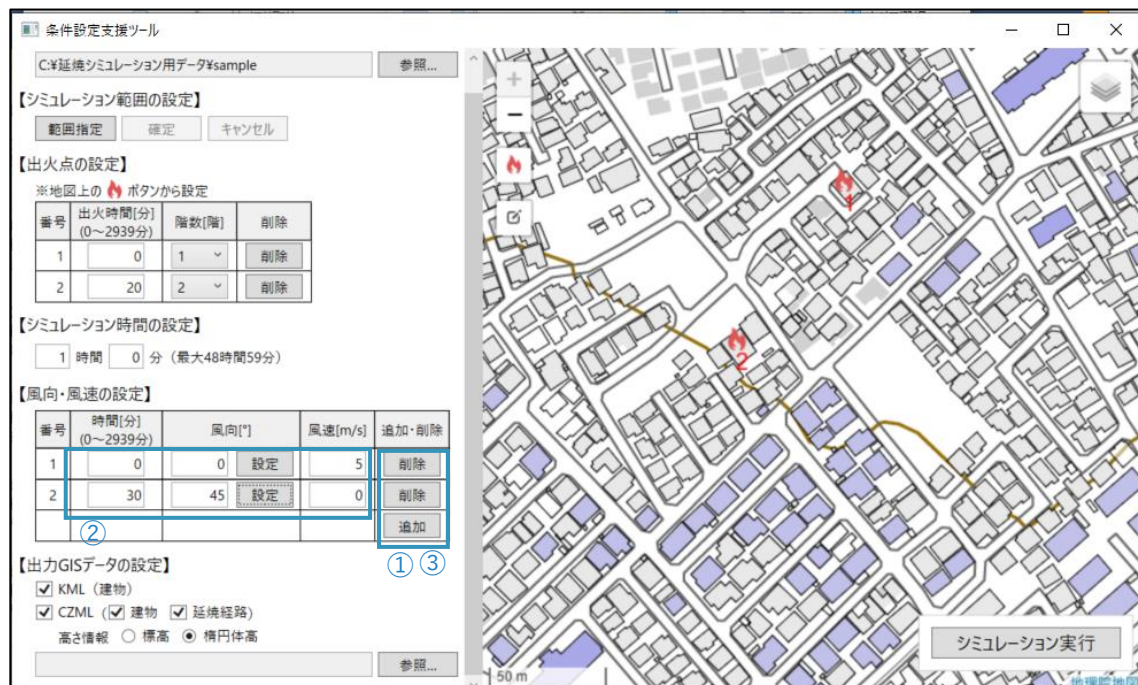 条件設定支援ツール
C:¥延焼シミュレーション用データ¥sample 参照...
【シミュレーション範囲の設定】
範囲指定 確定 キャンセル
【出火点の設定】
※地図上の ボタンから設定
番号 出火時間[分] (0～2939分) 階数[階] 削除
1 0 1 削除
2 20 2 削除
【シミュレーション時間の設定】
1 時間 0 分 (最大48時間59分)
【風向・風速の設定】
番号 時間[分] (0～2939分) 風向[°] 風速[m/s] 追加・削除
1 0 0 設定 5 削除
2 30 45 設定 0 削除
追加
② ① ③
【出力GISデータの設定】
KML (建物)
CZML ( 建物 延焼経路)
高さ情報 標高 楕円体高
参照...
1
2
シミュレーション実行
50 m
地理院地図